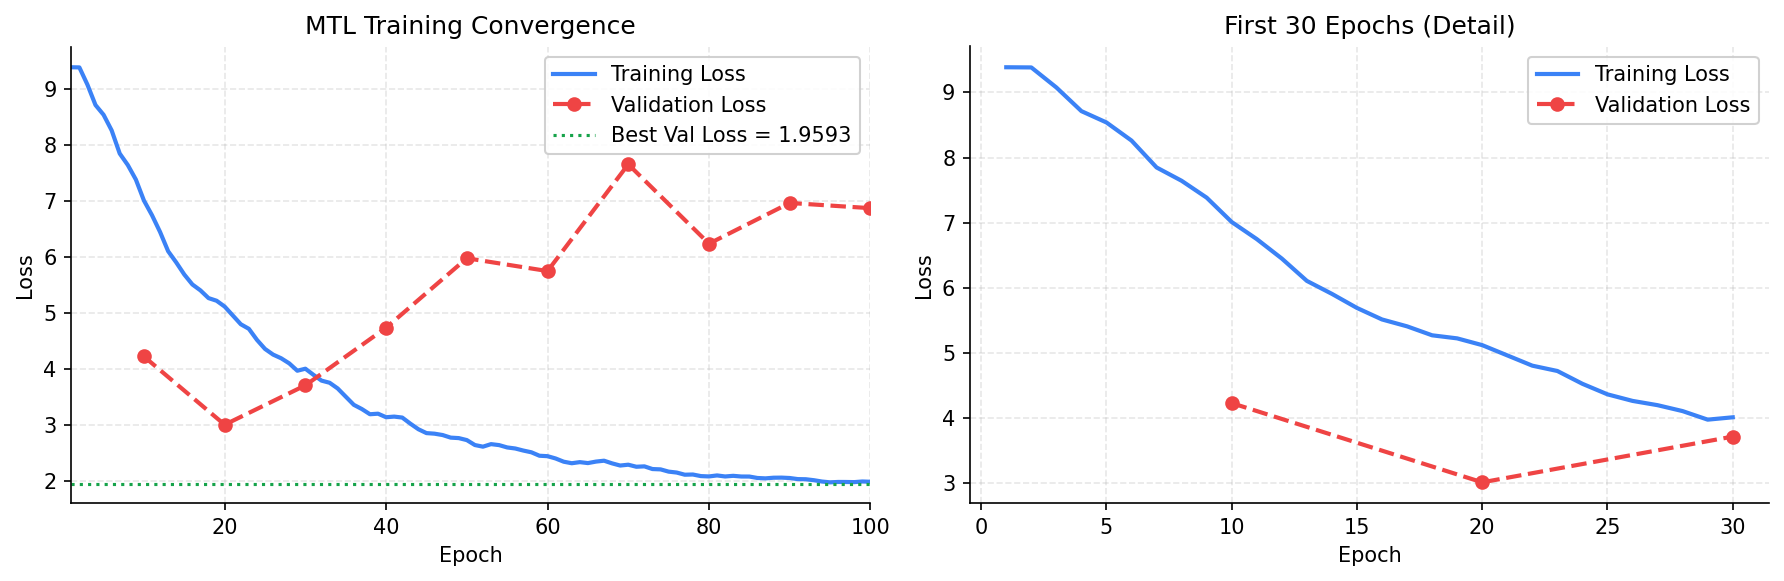 MTL Training Convergence
Training Loss
Validation Loss
Best Val Loss = 1.9593
Loss
9
8
7
6
5
4
3
2
20 40 60 80 100
Epoch
First 30 Epochs (Detail)
Training Loss
Validation Loss
Loss
9
8
7
6
5
4
3
0 5 10 15 20 25 30
Epoch